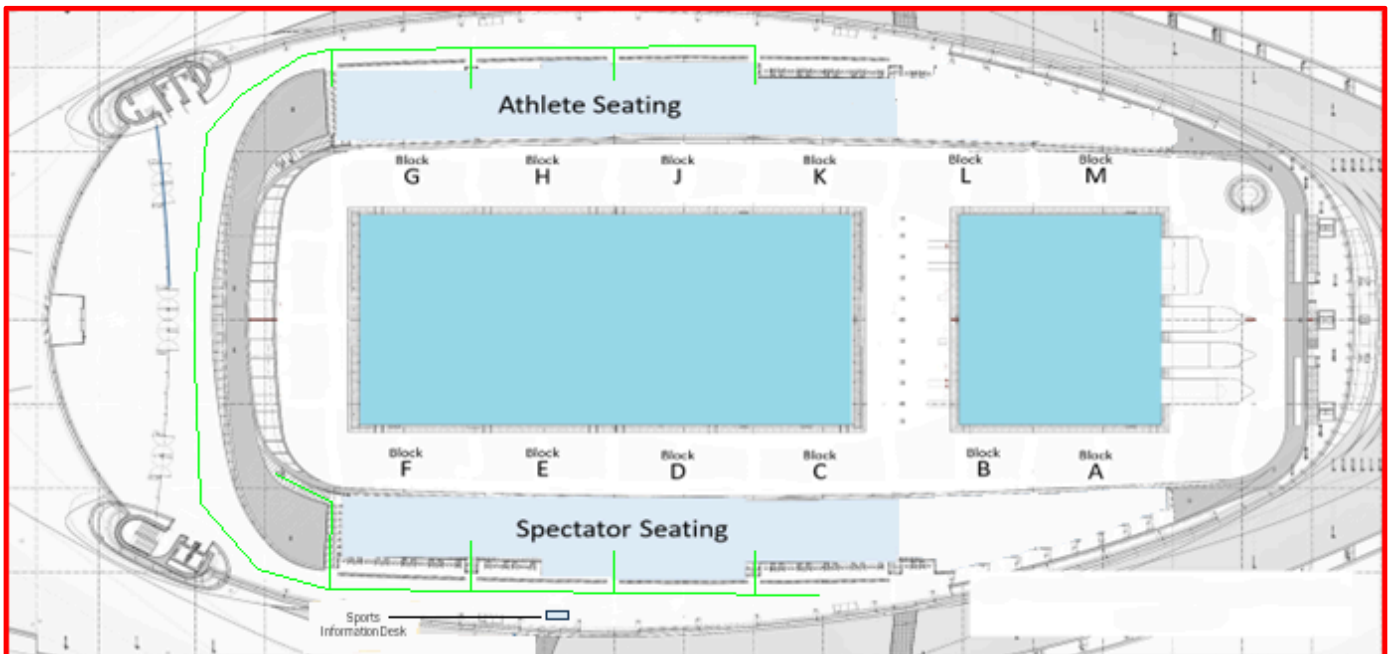 Athlete Seating
Block
G
Block
H
Block
J
Block
K
Block
L
Block
M
Block
F
Block
E
Block
D
Block
C
Block
B
Block
A
Spectator Seating
Sports
Information Desk